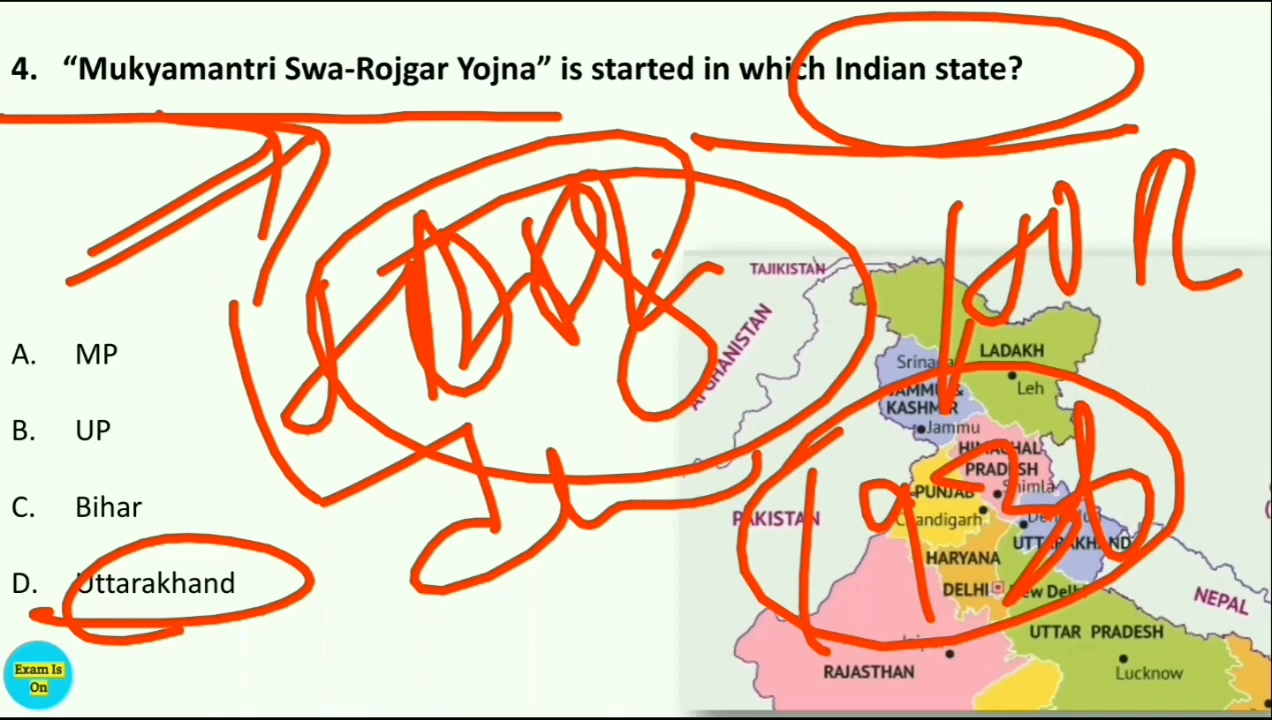 4. “Mukyamantri Swa-Rojgar Yojna” is started in which Indian state?
A. MP
B. UP
C. Bihar
D. Uttarakhand
Exam Is
On
TAJIKISTAN
AFGHANISTAN
LADAKH
Leh
Srinagar
JAMMU &
KASHMIR
Jammu
HIMACHAL
PRADESH
Shimla
PUNJAB
Chandigarh
PAKISTAN
UTTARAKHAND
HARYANA
DELHI
New Delhi
NEPAL
UTTAR PRADESH
Lucknow
RAJASTHAN